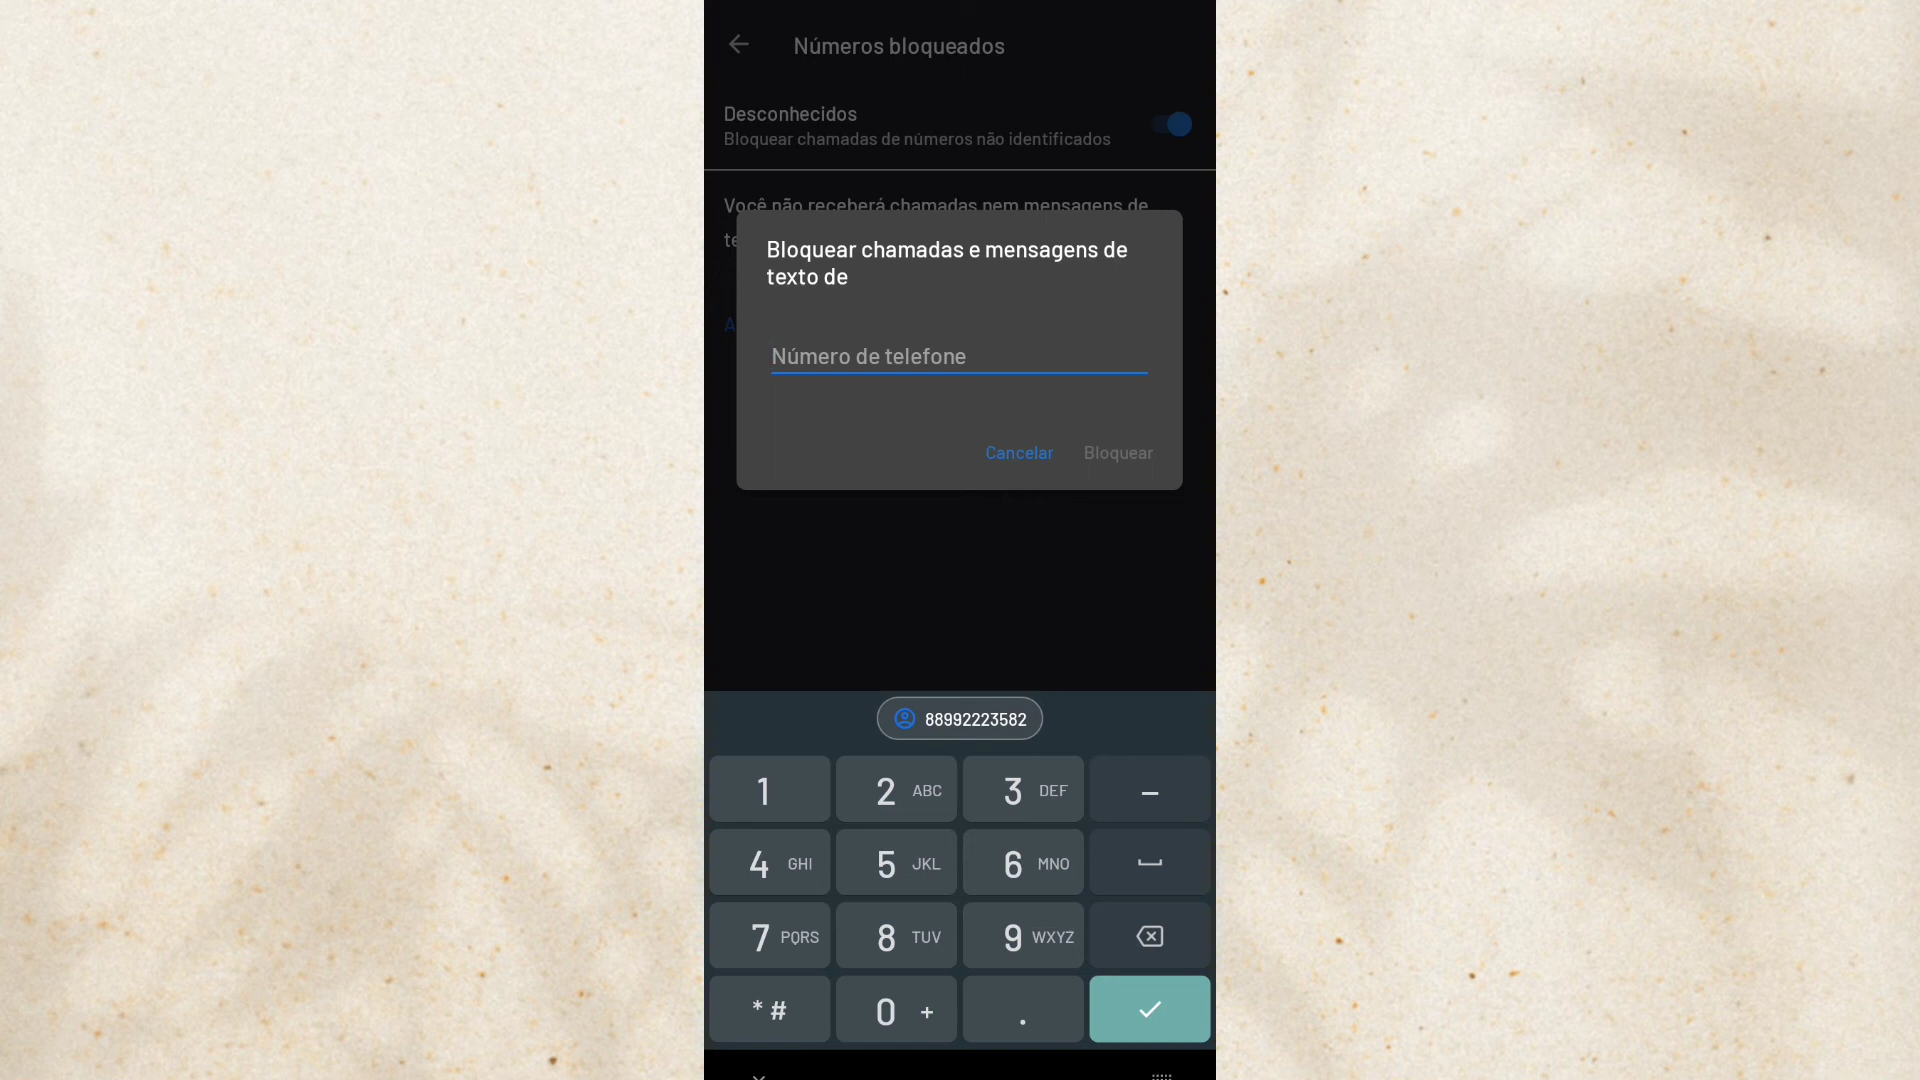 Números bloqueados
Desconhecidos
Bloquear chamadas de números não identificados
Você não receberá chamadas nem mensagens de
Bloquear chamadas e mensagens de
texto de
Número de telefone
Cancelar Bloquear
88992223582
1 2 ABC 3 DEF –
4 GHI 5 JKL 6 MNO
7 PQRS 8 TUV 9 WXYZ
* # 0 + .